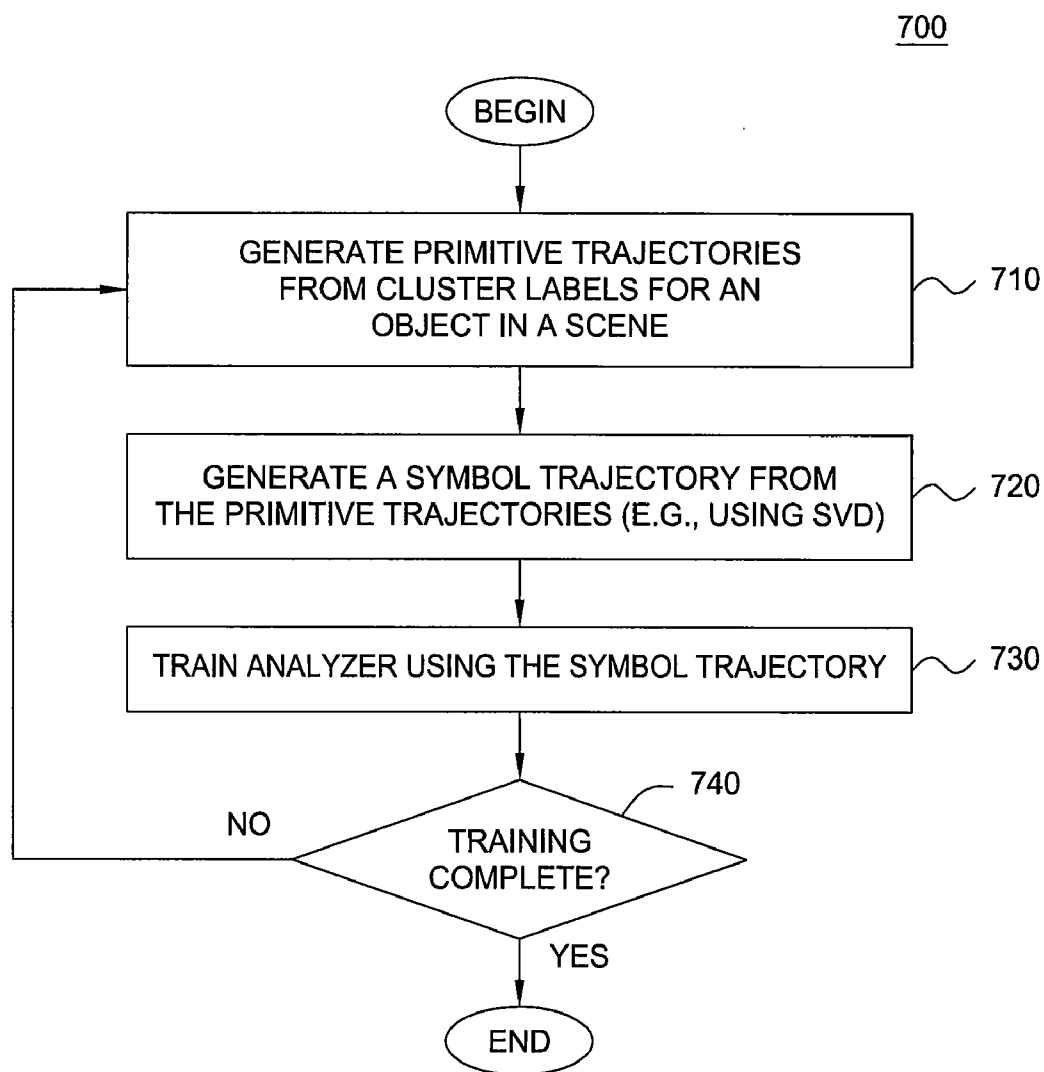 700
BEGIN
GENERATE PRIMITIVE TRAJECTORIES
FROM CLUSTER LABELS FOR AN
OBJECT IN A SCENE
710
GENERATE A SYMBOL TRAJECTORY FROM
THE PRIMITIVE TRAJECTORIES (E.G., USING SVD)
720
TRAIN ANALYZER USING THE SYMBOL TRAJECTORY
730
740
NO
TRAINING
COMPLETE?
YES
END